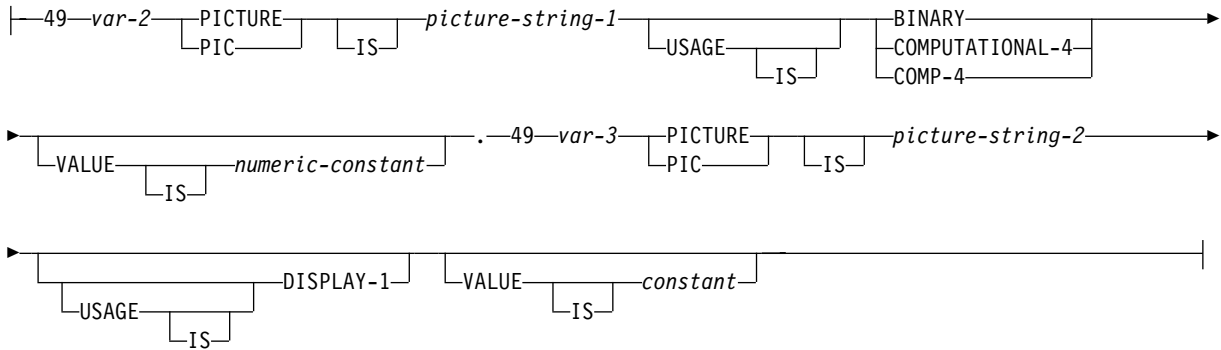 49 var-2 PICTURE IS picture-string-1 USAGE IS BINARY
PIC COMPUTATIONAL-4
COMP-4
VALUE IS numeric-constant . 49 var-3 PICTURE IS picture-string-2
PIC
USAGE IS DISPLAY-1 VALUE IS constant